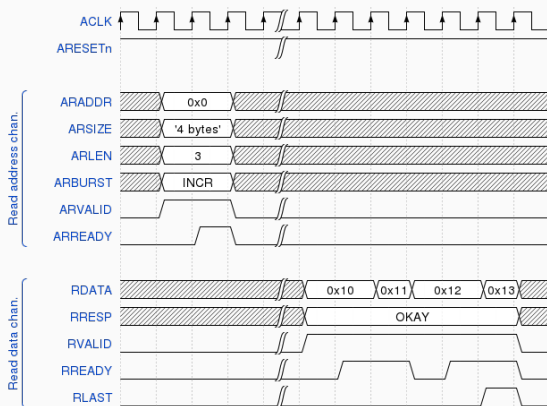 ACLK
ARESETn
Read address chan.
ARADDR 0x0
ARSIZE '4 bytes'
ARLEN 3
ARBURST INCR
ARVALID
ARREADY
Read data chan.
RDATA 0x10 0x11 0x12 0x13
RRESP OKAY
RVALID
RREADY
RLAST